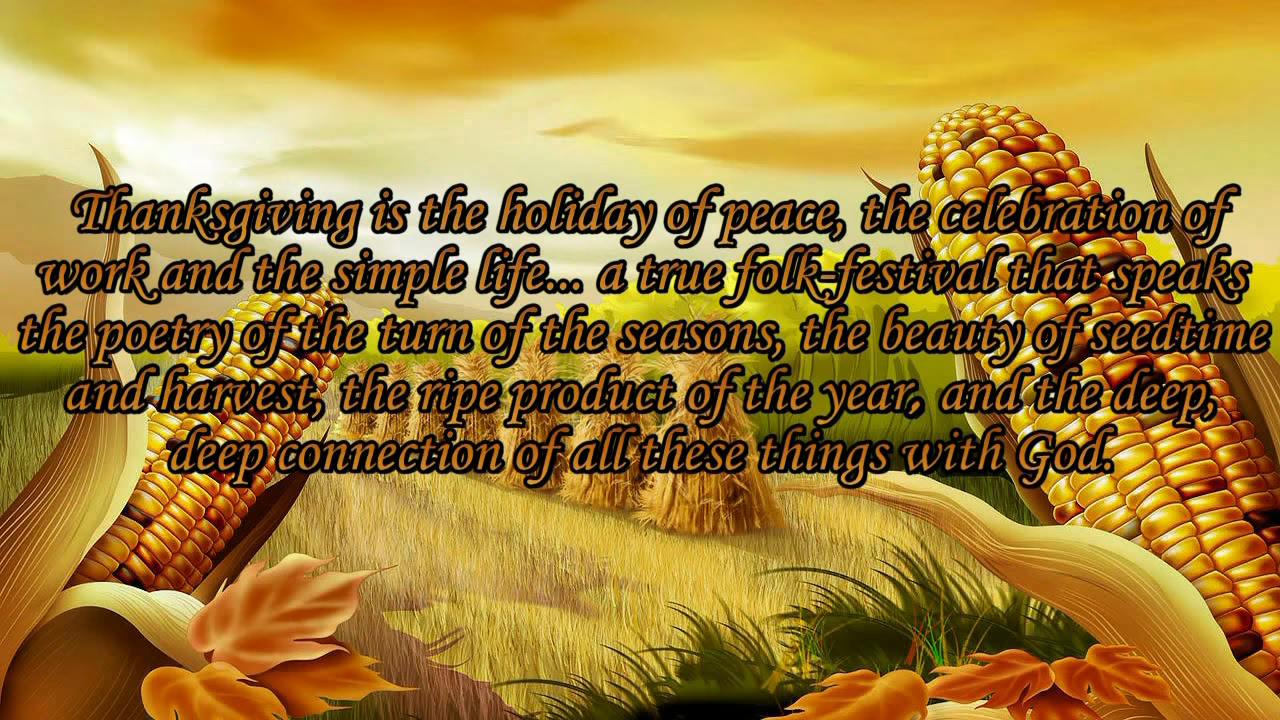 Thanksgiving is the holiday of peace, the celebration of
work and the simple life... a true folk-festival that speaks
the poetry of the turn of the seasons, the beauty of seedtime
and harvest, the ripe product of the year, and the deep,
deep connection of all these things with God.